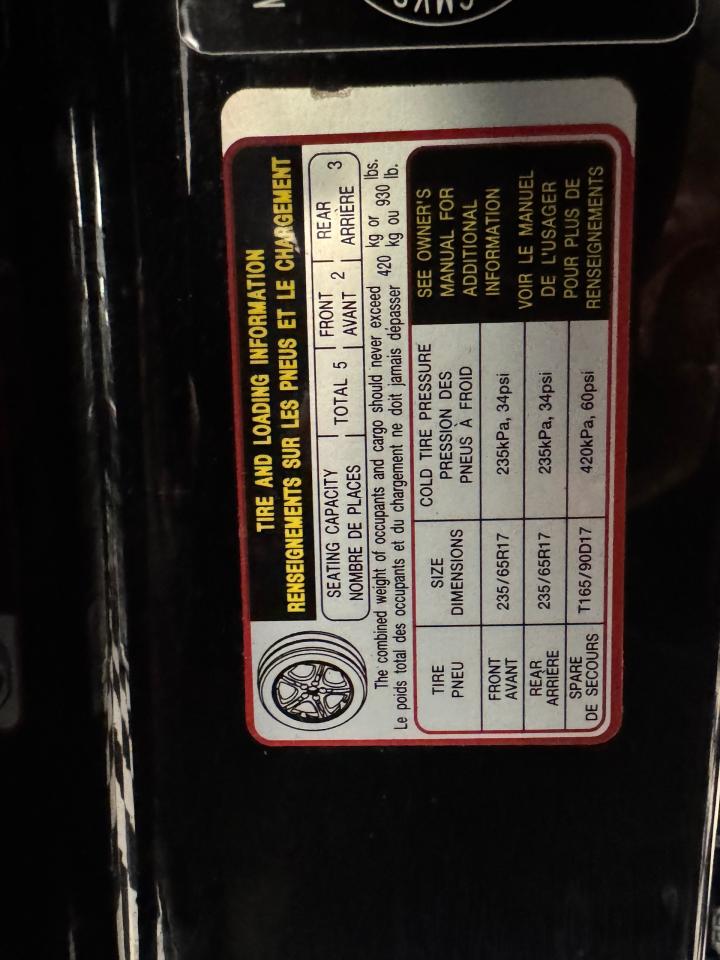 CMVS
TIRE AND LOADING INFORMATION
RENSEIGNEMENTS SUR LES PNEUS ET LE CHARGEMENT
SEATING CAPACITY TOTAL 5 FRONT 2 REAR 3
NOMBRE DE PLACES AVANT ARRIÈRE
The combined weight of occupants and cargo should never exceed 420 kg or 930 lbs.
Le poids total des occupants et du chargement ne doit jamais dépasser 420 kg ou 930 lb.
TIRE
PNEU
SIZE
DIMENSIONS
COLD TIRE PRESSURE
PRESSION DES
PNEUS À FROID
FRONT
AVANT
235/65R17
235kPa, 34psi
REAR
ARRIÈRE
235/65R17
235kPa, 34psi
SPARE
DE SECOURS
T165/90D17
420kPa, 60psi
SEE OWNER'S
MANUAL FOR
ADDITIONAL
INFORMATION
VOIR LE MANUEL
DE L'USAGER
POUR PLUS DE
RENSEIGNEMENTS